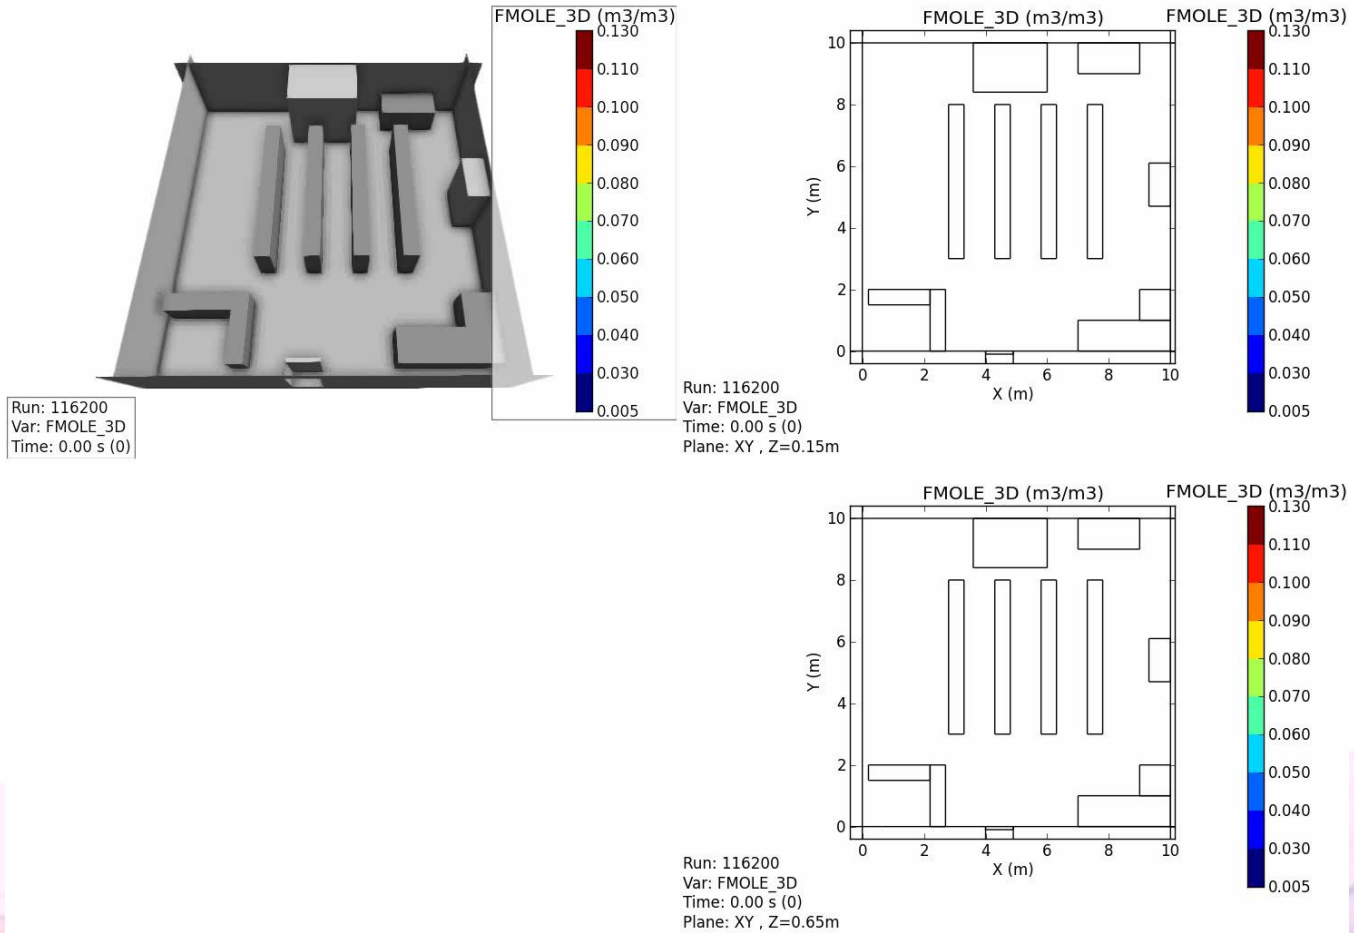 FMOLE_3D (m3/m3)
0.130
0.110
0.100
0.090
0.080
0.070
0.060
0.050
0.040
0.030
0.005
Run: 116200
Var: FMOLE_3D
Time: 0.00 s (0)
FMOLE_3D (m3/m3)
10
8
6
4
2
0
Y (m)
0 2 4 6 8 10
X (m)
FMOLE_3D (m3/m3)
0.130
0.110
0.100
0.090
0.080
0.070
0.060
0.050
0.040
0.030
0.005
Run: 116200
Var: FMOLE_3D
Time: 0.00 s (0)
Plane: XY , Z=0.15m
FMOLE_3D (m3/m3)
10
8
6
4
2
0
Y (m)
0 2 4 6 8 10
X (m)
FMOLE_3D (m3/m3)
0.130
0.110
0.100
0.090
0.080
0.070
0.060
0.050
0.040
0.030
0.005
Run: 116200
Var: FMOLE_3D
Time: 0.00 s (0)
Plane: XY , Z=0.65m